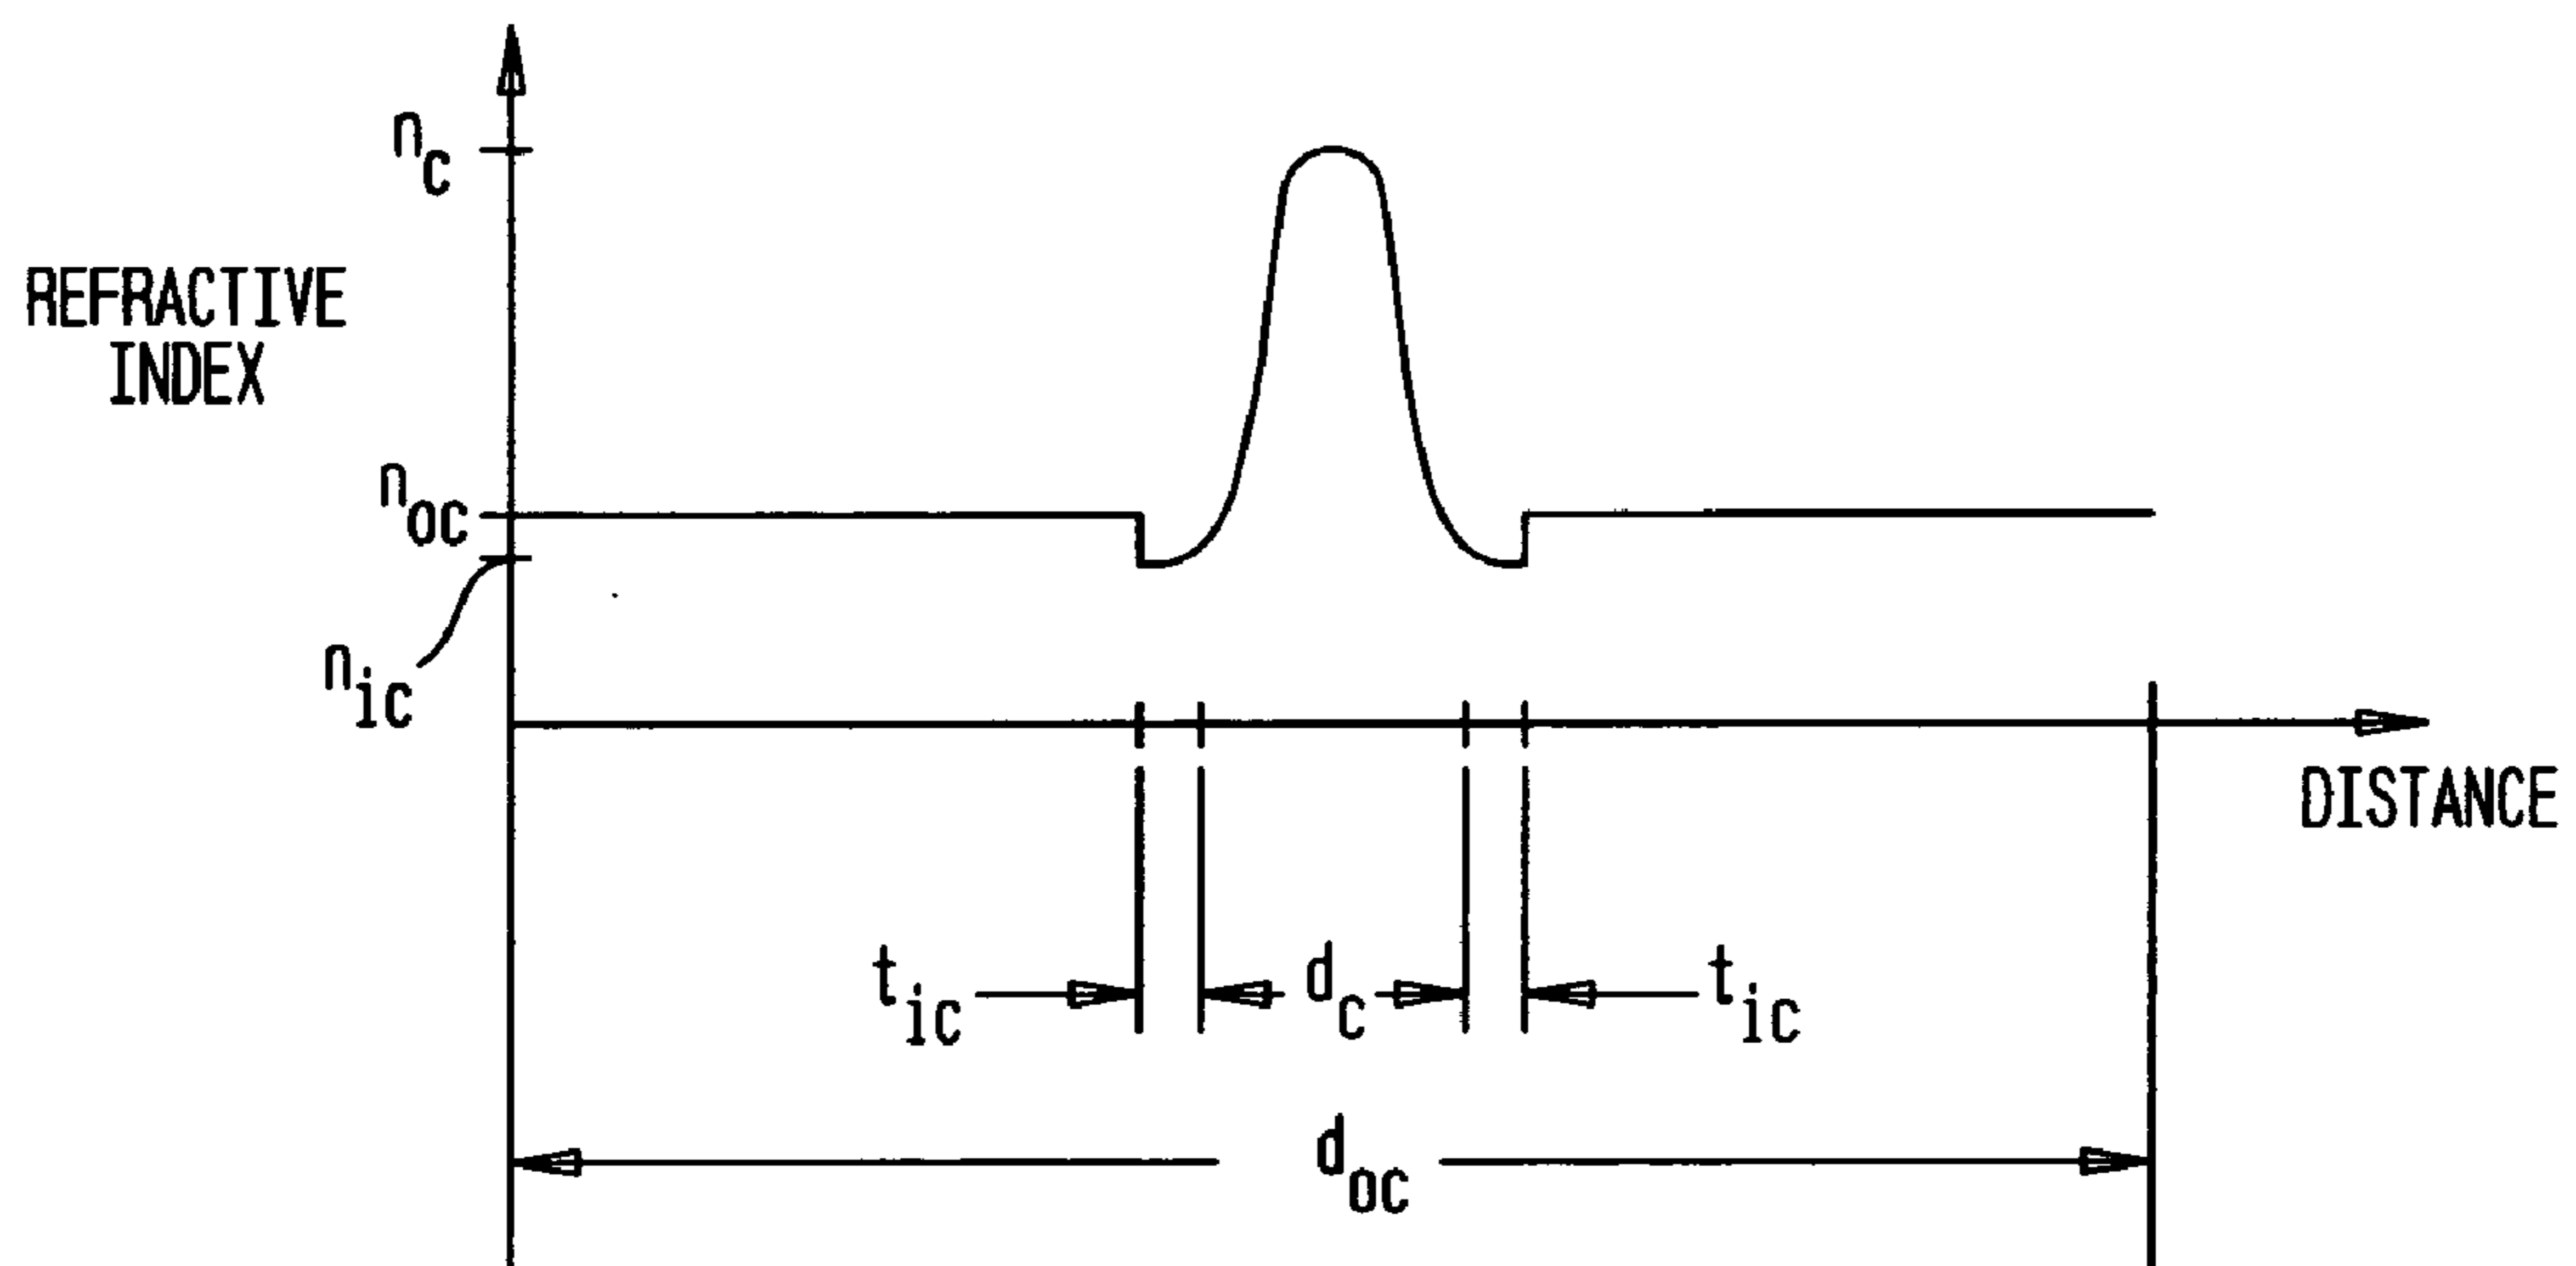 n_c
REFRACTIVE
INDEX
n_oc
n_ic
DISTANCE
t_ic
d_c
t_ic
d_oc